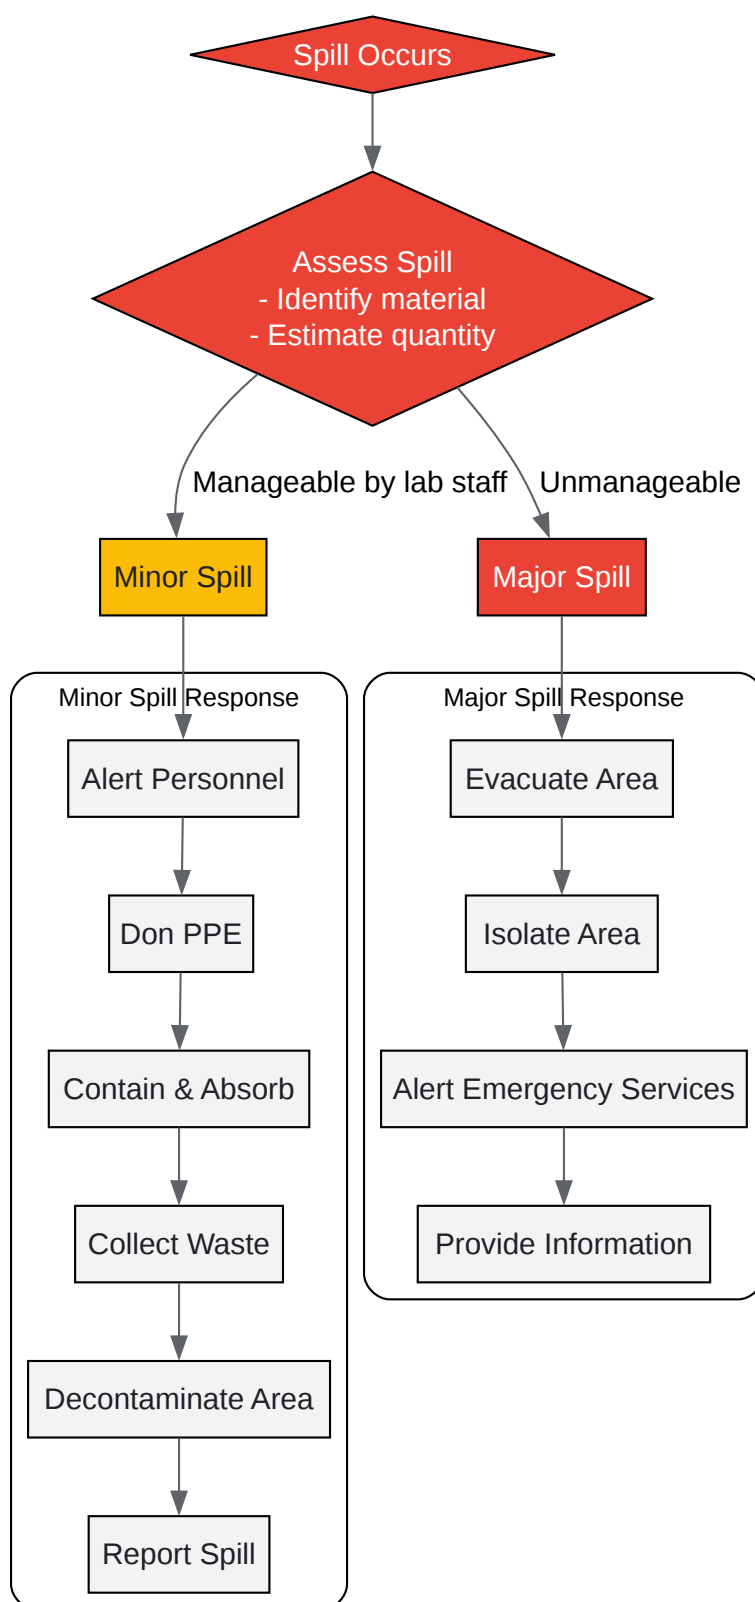 Spill Occurs
Assess Spill
- Identify material
- Estimate quantity
Manageable by lab staff
Unmanageable
Minor Spill
Major Spill
Minor Spill Response
Alert Personnel
Don PPE
Contain & Absorb
Collect Waste
Decontaminate Area
Report Spill
Major Spill Response
Evacuate Area
Isolate Area
Alert Emergency Services
Provide Information